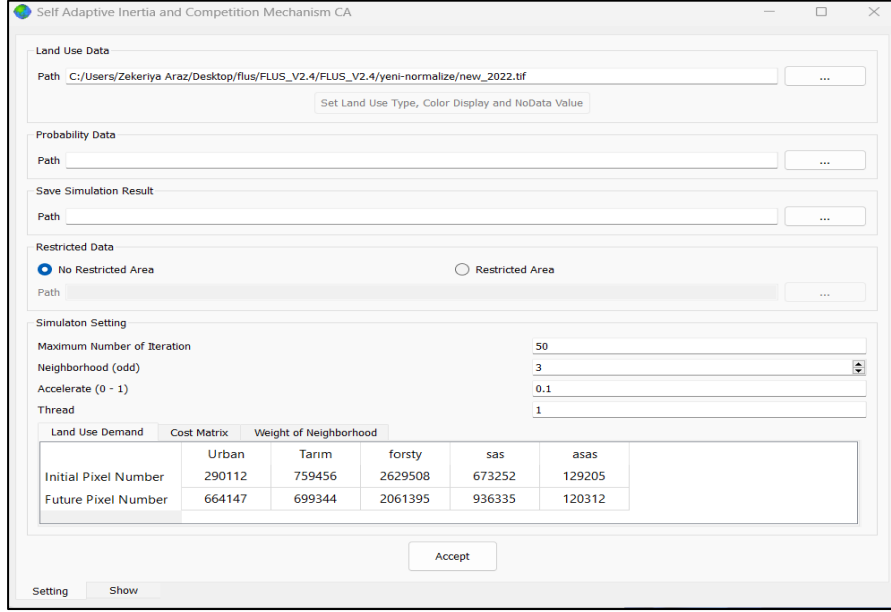 Self Adaptive Inertia and Competition Mechanism CA
Land Use Data
Path C:/Users/Zekeriya Araz/Desktop/flus/FLUS_V2.4/FLUS_V2.4/yeni-normalize/new_2022.tif ...
Set Land Use Type, Color Display and NoData Value
Probability Data
Path ...
Save Simulation Result
Path ...
Restricted Data
No Restricted Area Restricted Area
Path ...
Simulaton Setting
Maximum Number of Iteration 50
Neighborhood (odd) 3
Accelerate (0 - 1) 0.1
Thread 1
Land Use Demand Cost Matrix Weight of Neighborhood
Urban Tarım forsty sas asas
Initial Pixel Number 290112 759456 2629508 673252 129205
Future Pixel Number 664147 699344 2061395 936335 120312
Accept
Setting Show